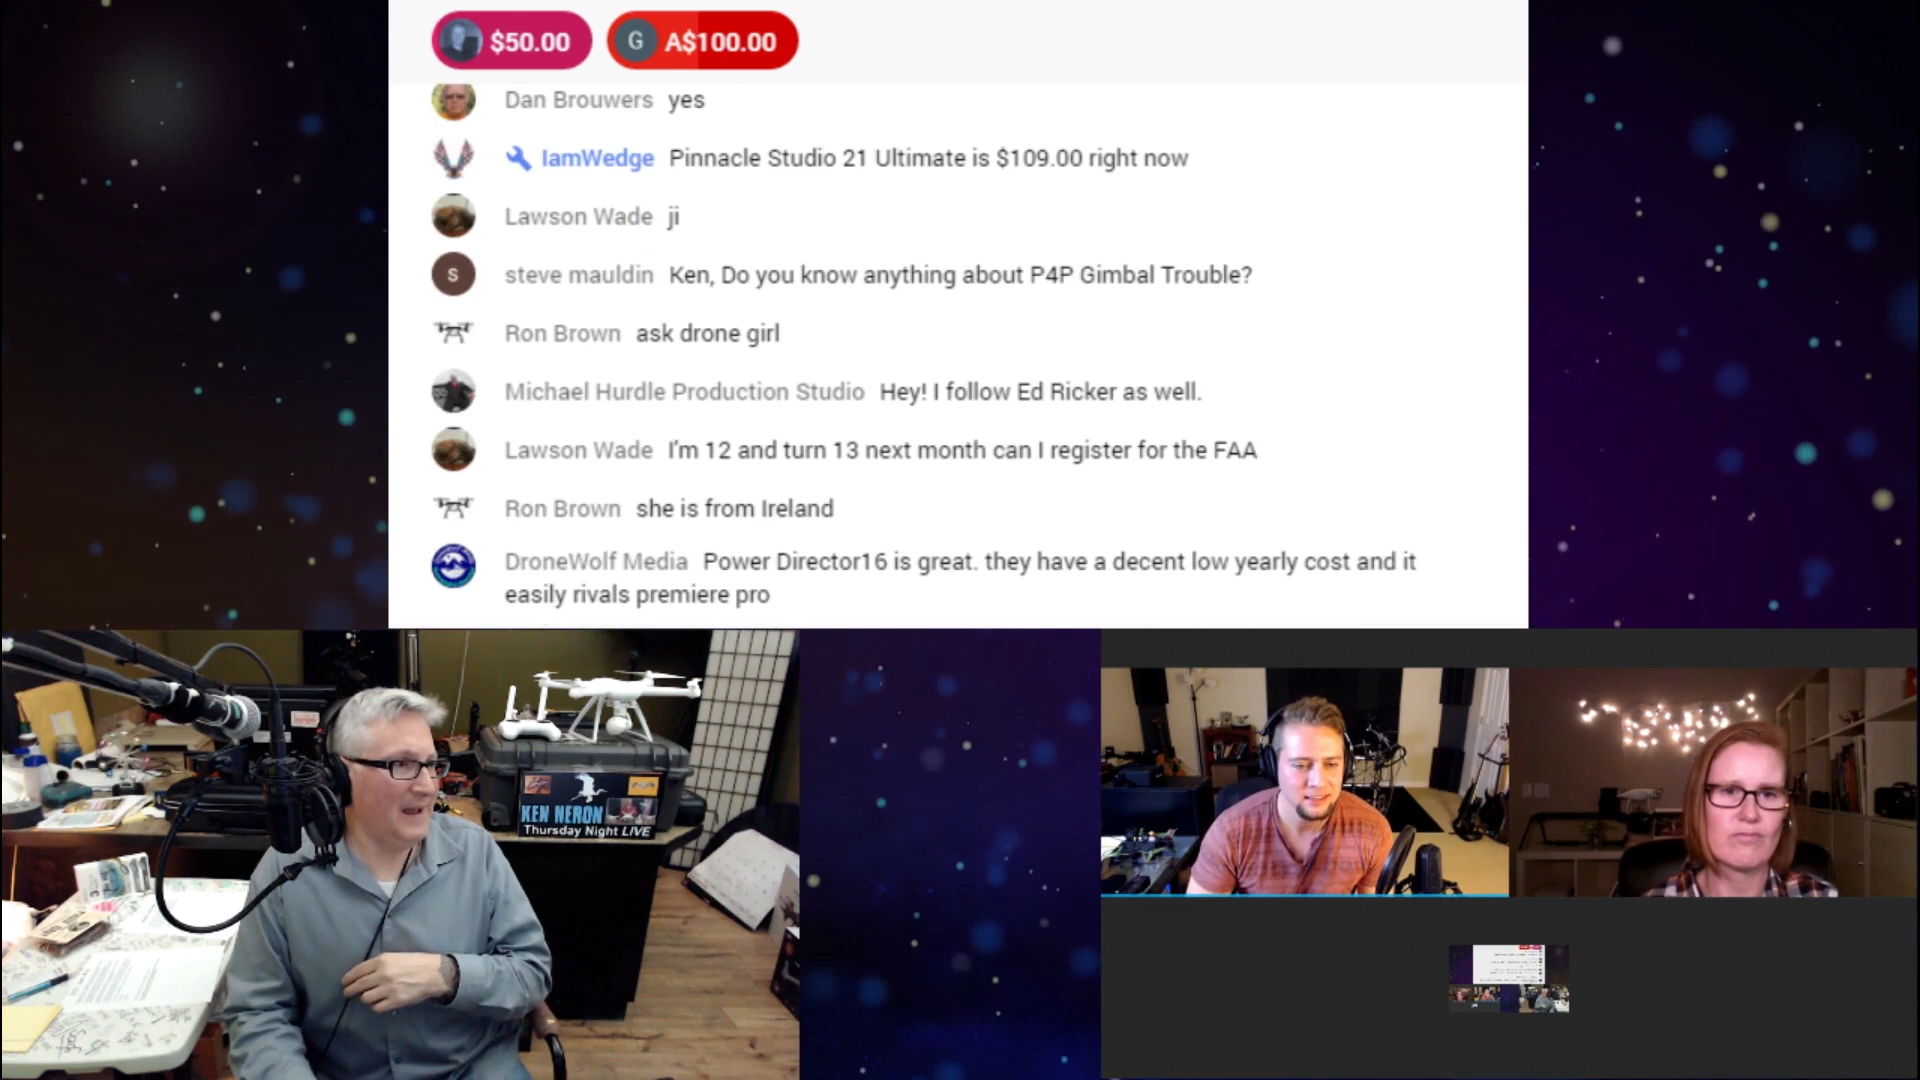 $50.00
G A$100.00
Dan Brouwers yes
IamWedge Pinnacle Studio 21 Ultimate is $109.00 right now
Lawson Wade ji
S steve mauldin Ken, Do you know anything about P4P Gimbal Trouble?
Ron Brown ask drone girl
Michael Hurdle Production Studio Hey! I follow Ed Ricker as well.
Lawson Wade I'm 12 and turn 13 next month can I register for the FAA
Ron Brown she is from Ireland
DroneWolf Media Power Director16 is great. they have a decent low yearly cost and it
easily rivals premiere pro
KEN NERON
Thursday Night LIVE